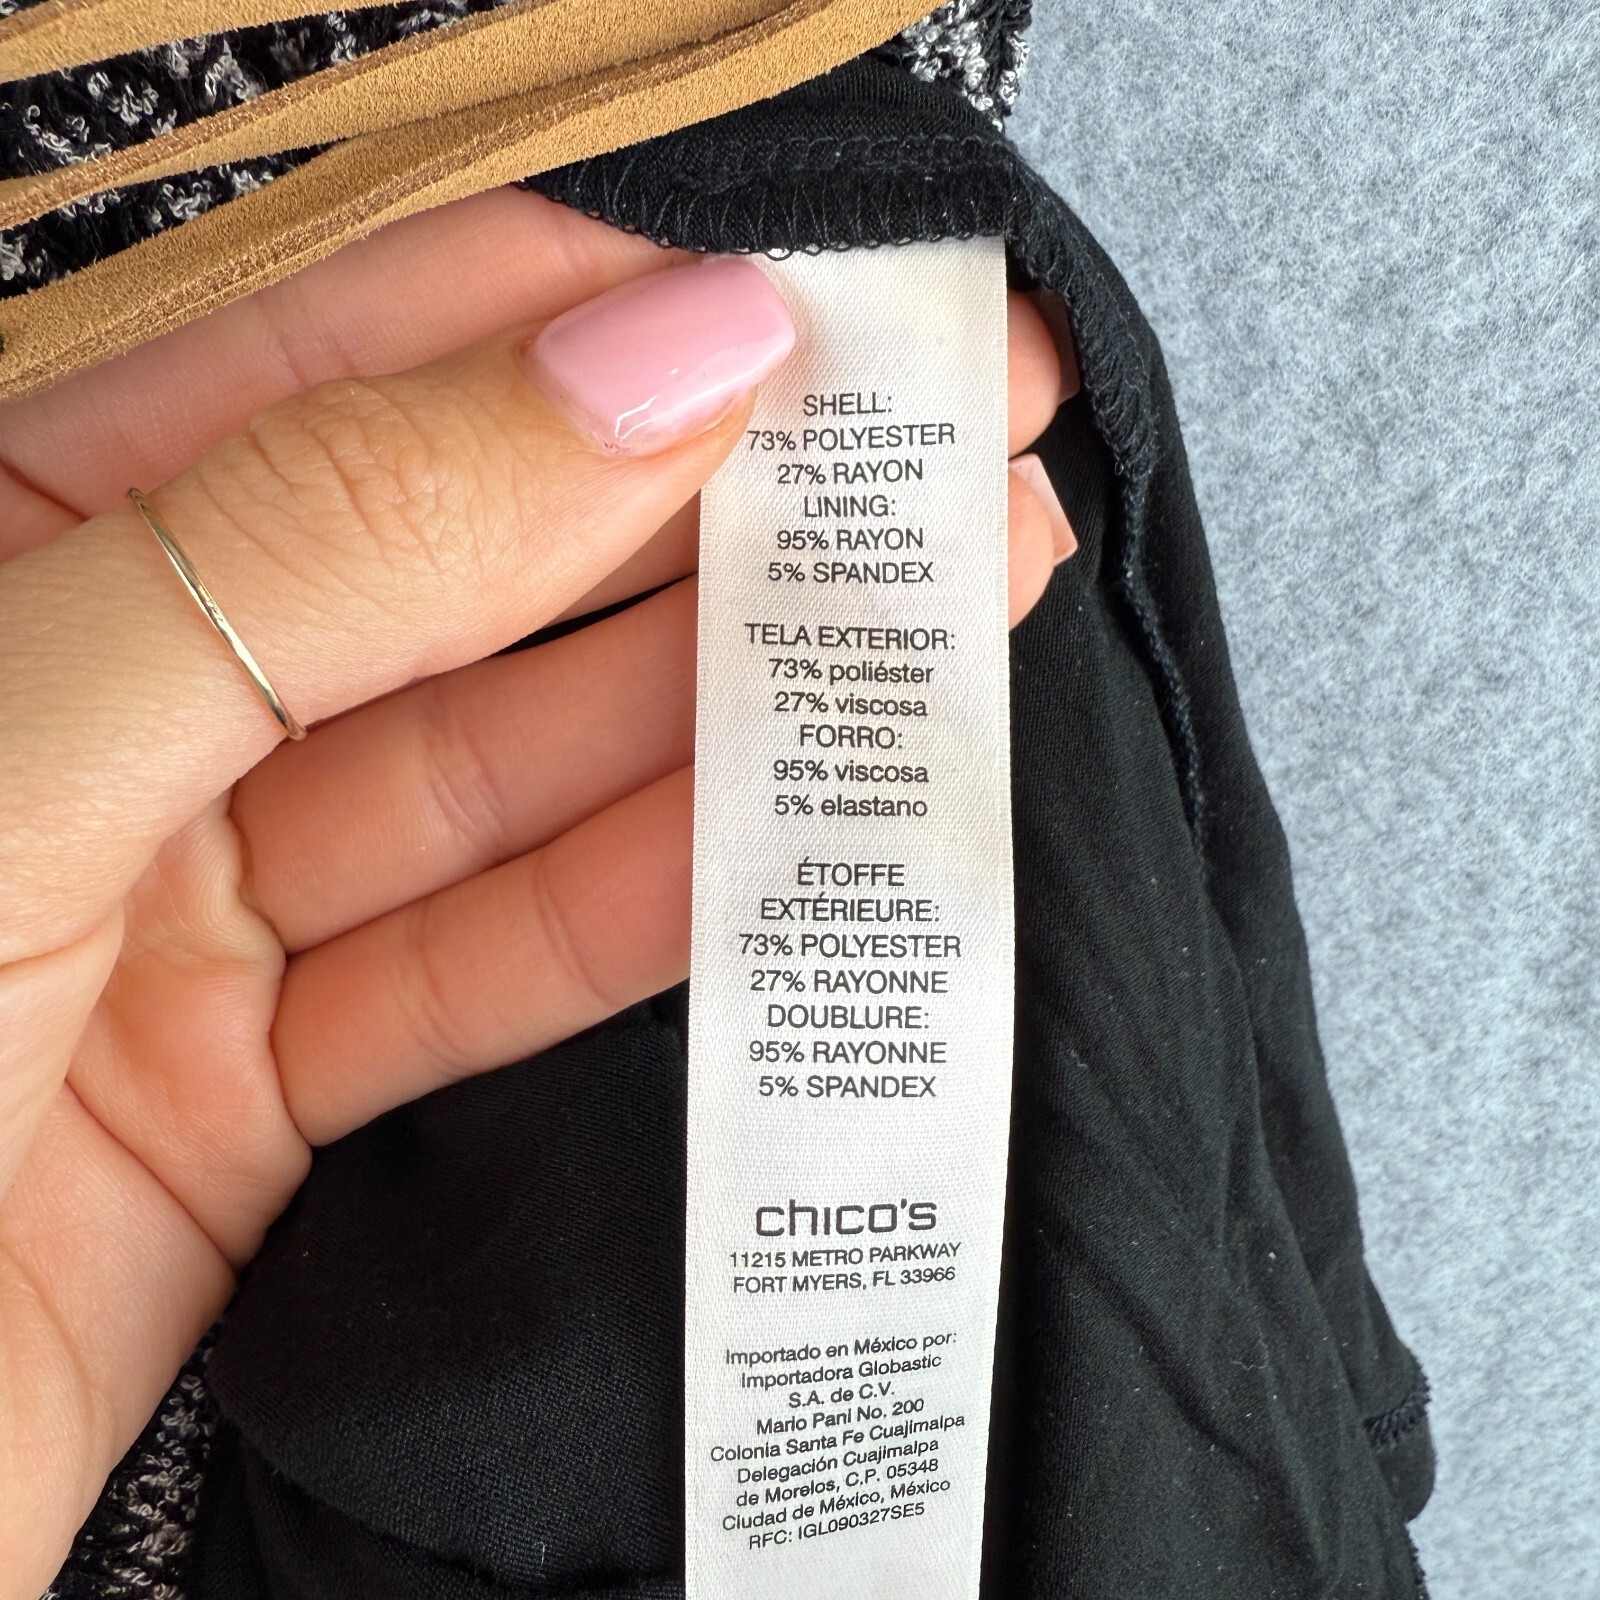 SHELL:
73% POLYESTER
27% RAYON
LINING:
95% RAYON
5% SPANDEX
TELA EXTERIOR:
73% poliéster
27% viscosa
FORRO:
95% viscosa
5% elastano
ÉTOFFE
EXTÉRIEURE:
73% POLYESTER
27% RAYONNE
DOUBLURE:
95% RAYONNE
5% SPANDEX
chico's
11215 METRO PARKWAY
FORT MYERS, FL 33966
Importado en México por:
Importadora Globastic
S.A. de C.V.
Mario Pani No. 200
Colonia Santa Fe Cuajimalpa
Delegación Cuajimalpa
de Morelos, C.P. 05348
Ciudad de México, México
RFC: IGL090327SE5